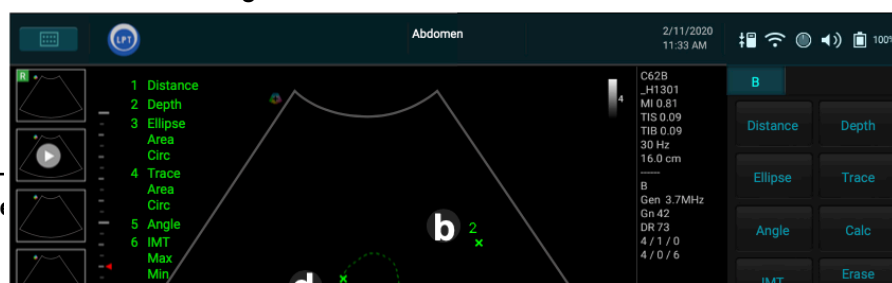 Abdomen
2/11/2020
11:33 AM
LPT
100%
R
1 Distance
2 Depth
3 Ellipse
Area
Circ
4 Trace
Area
Circ
5 Angle
6 IMT
Max
Min
4
b
2
d
C62B
_H1301
MI 0.81
TIS 0.09
TIB 0.09
30 Hz
16.0 cm
------
B
Gen 3.7MHz
Gn 42
DR 73
4 / 1 / 0
4 / 0 / 6
B
Distance Depth
Ellipse Trace
Angle Calc
IMT Erase